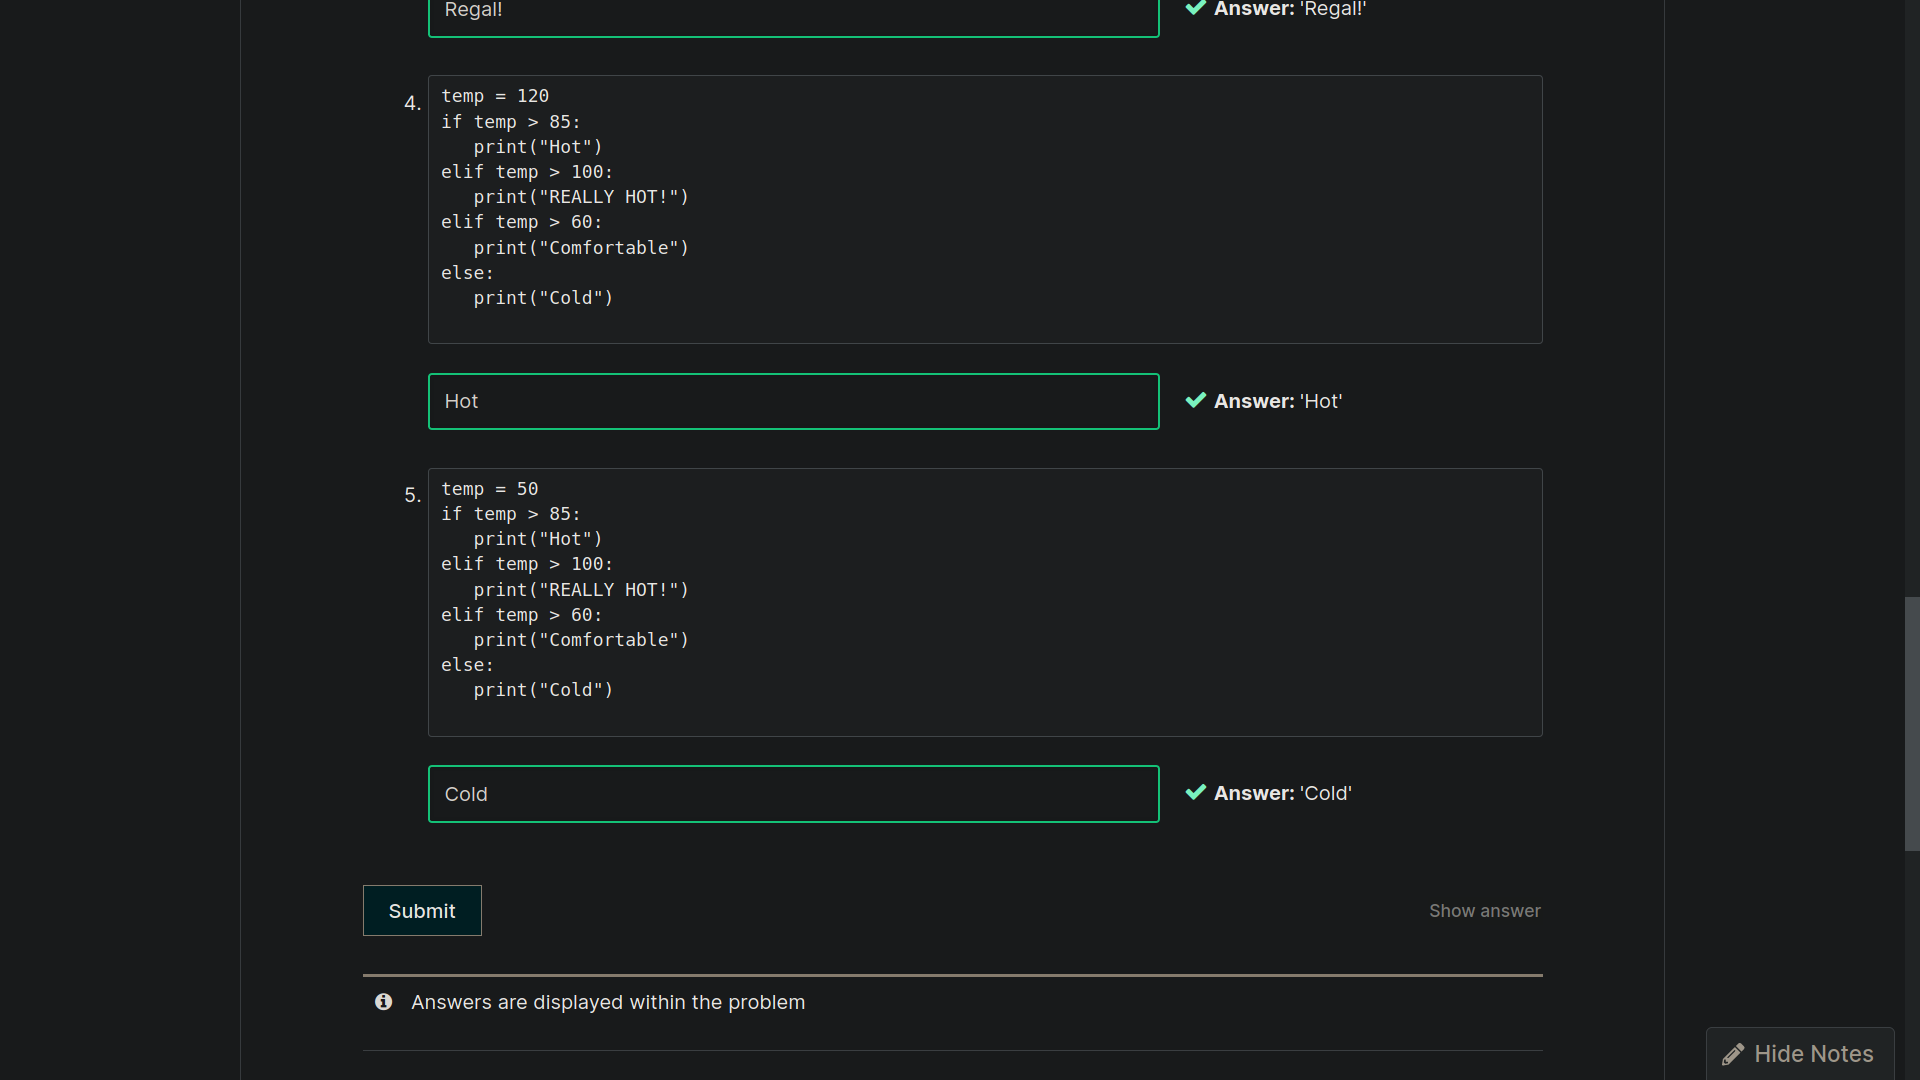 Regal!
Answer: 'Regal!'
4.
temp = 120
if temp > 85:
   print("Hot")
elif temp > 100:
   print("REALLY HOT!")
elif temp > 60:
   print("Comfortable")
else:
   print("Cold")
Hot
Answer: 'Hot'
5.
temp = 50
if temp > 85:
   print("Hot")
elif temp > 100:
   print("REALLY HOT!")
elif temp > 60:
   print("Comfortable")
else:
   print("Cold")
Cold
Answer: 'Cold'
Submit
Show answer
Answers are displayed within the problem
Hide Notes